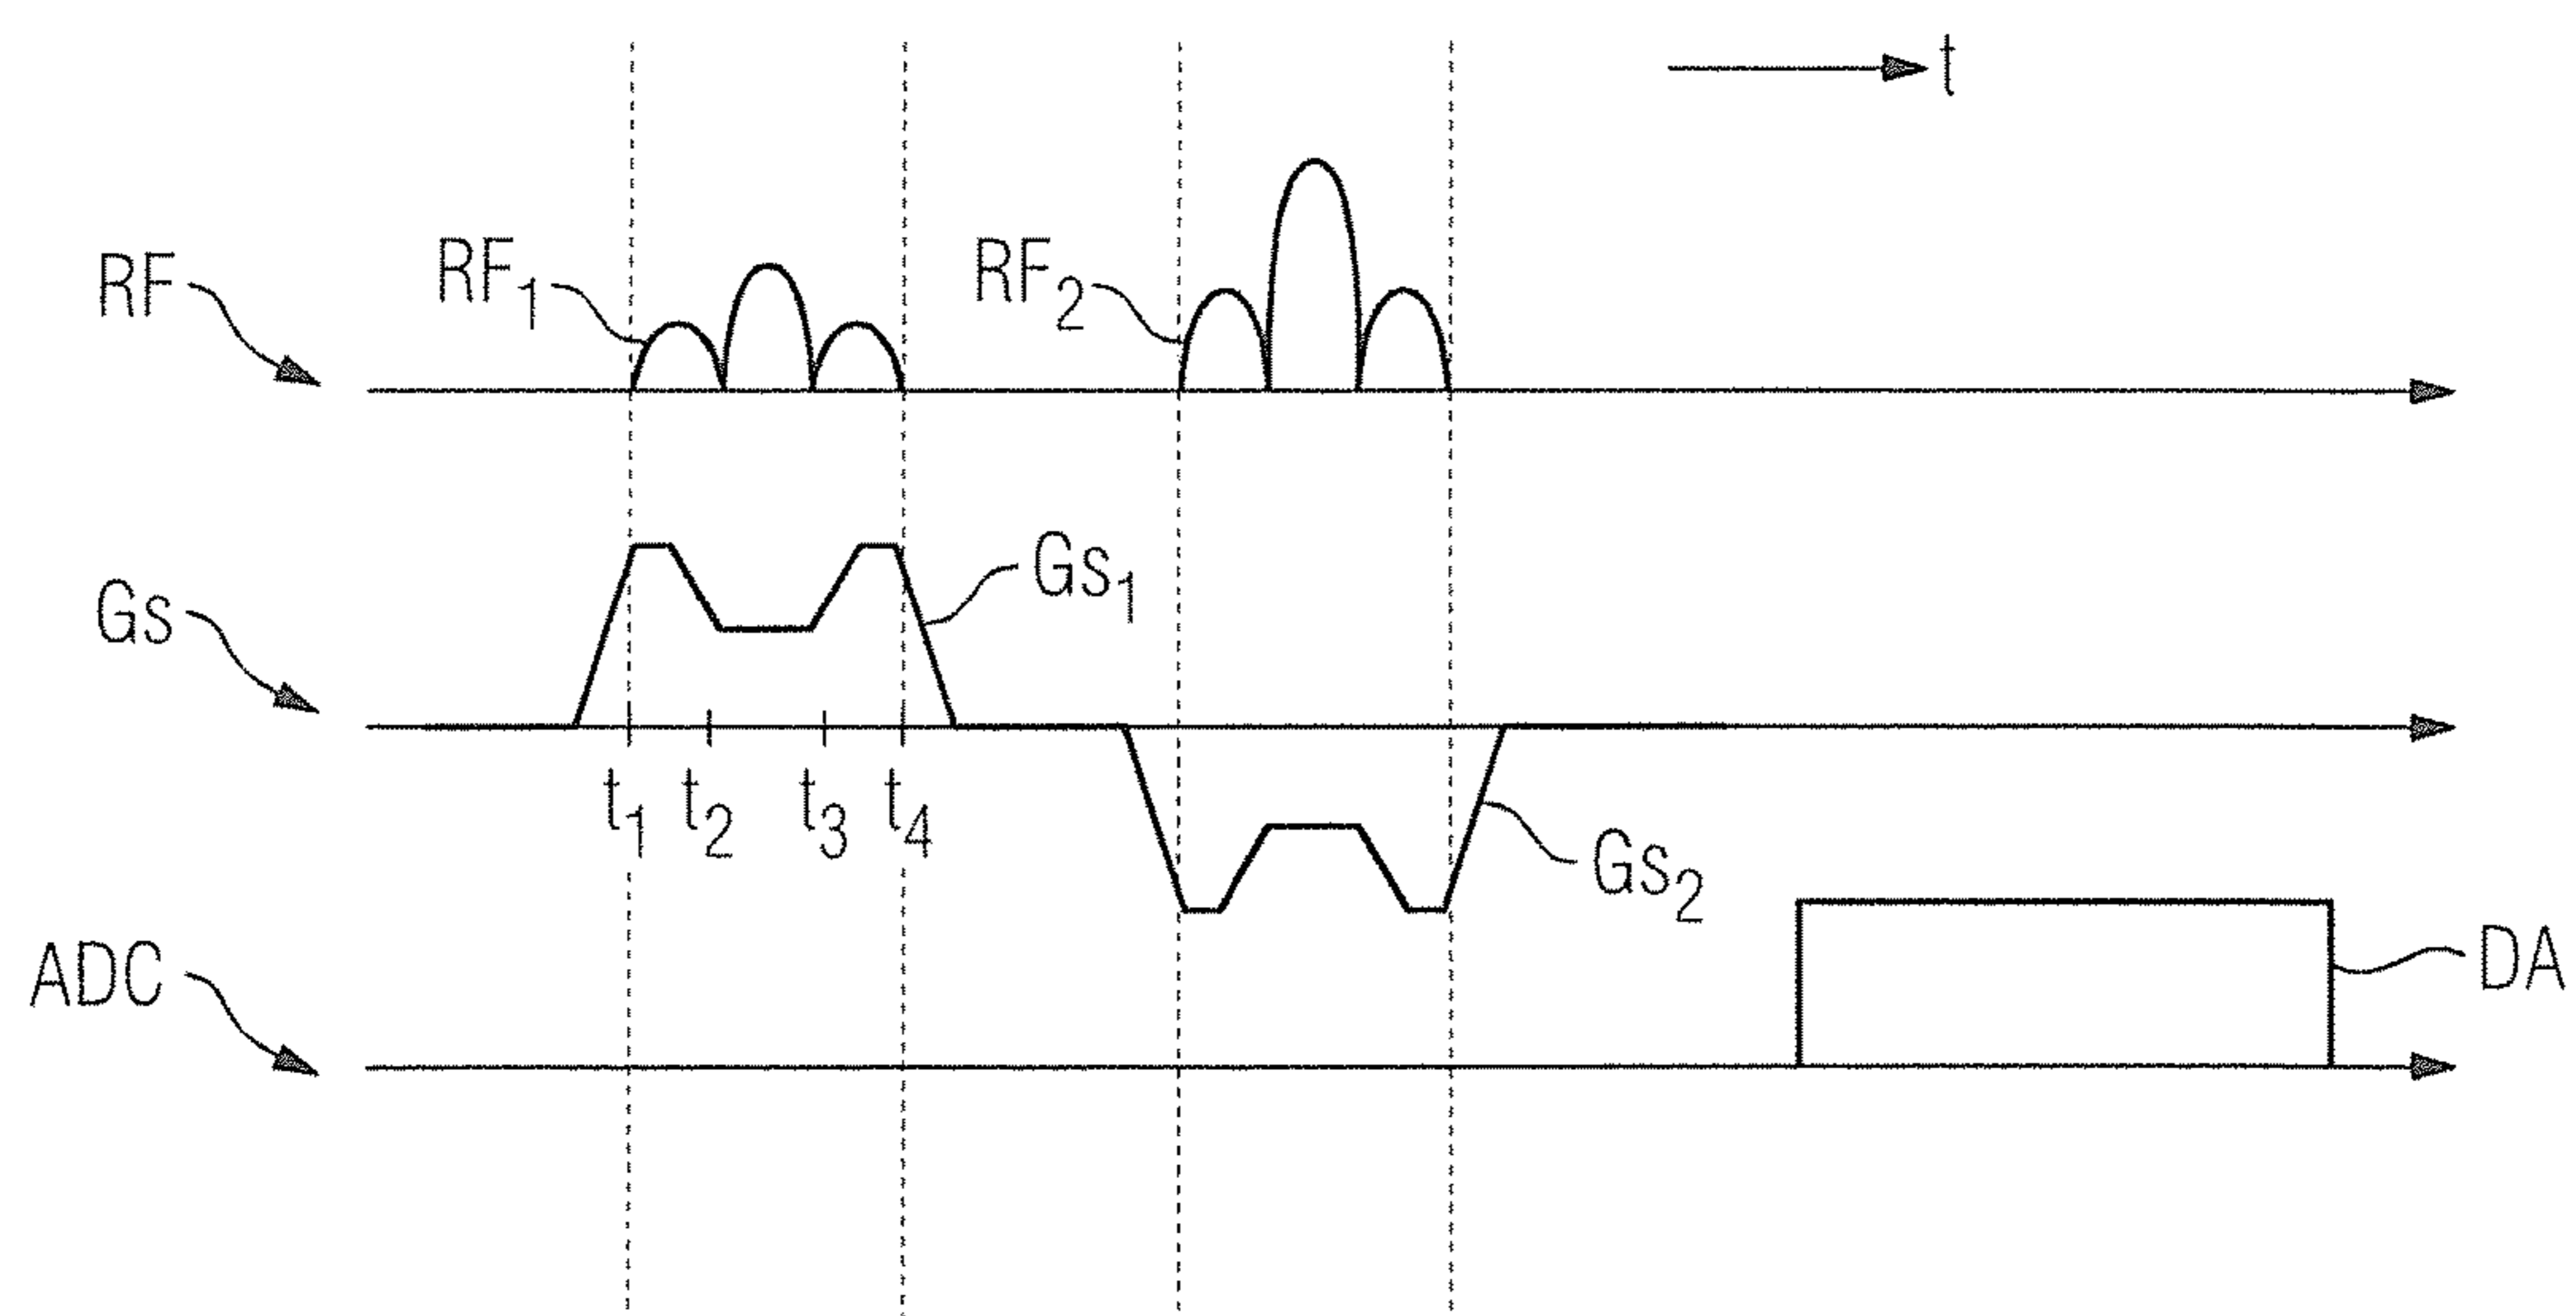 t
RF
RF₁
RF₂
Gs
Gs₁
t₁ t₂ t₃ t₄
Gs₂
ADC
DA